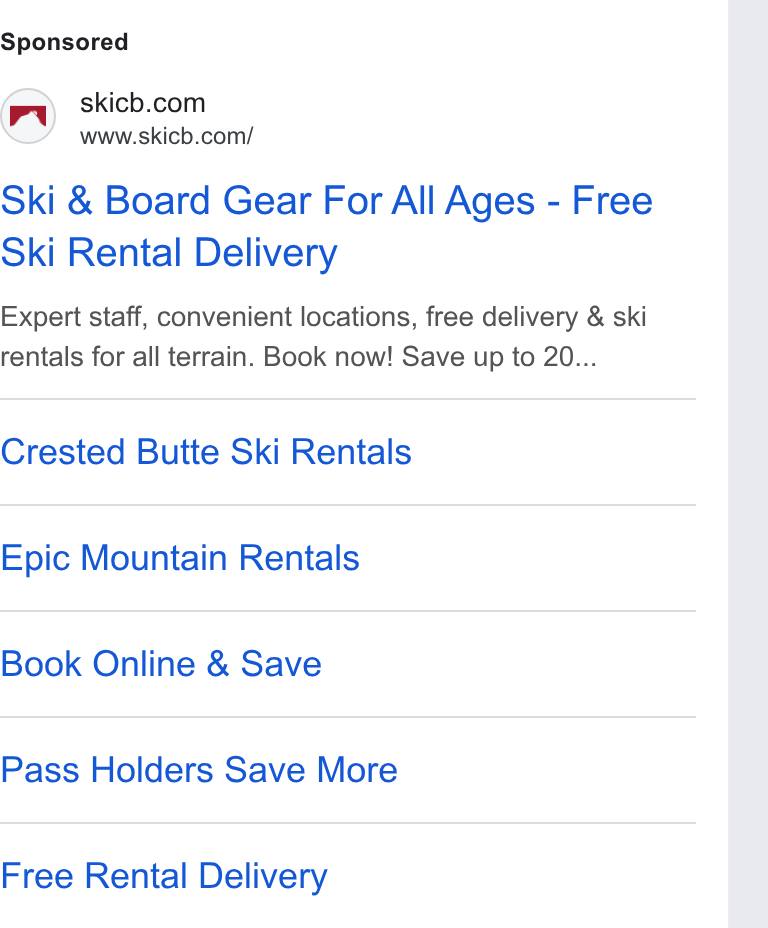 Sponsored
skicb.com
www.skicb.com/
Ski & Board Gear For All Ages - Free
Ski Rental Delivery
Expert staff, convenient locations, free delivery & ski
rentals for all terrain. Book now! Save up to 20...
Crested Butte Ski Rentals
Epic Mountain Rentals
Book Online & Save
Pass Holders Save More
Free Rental Delivery